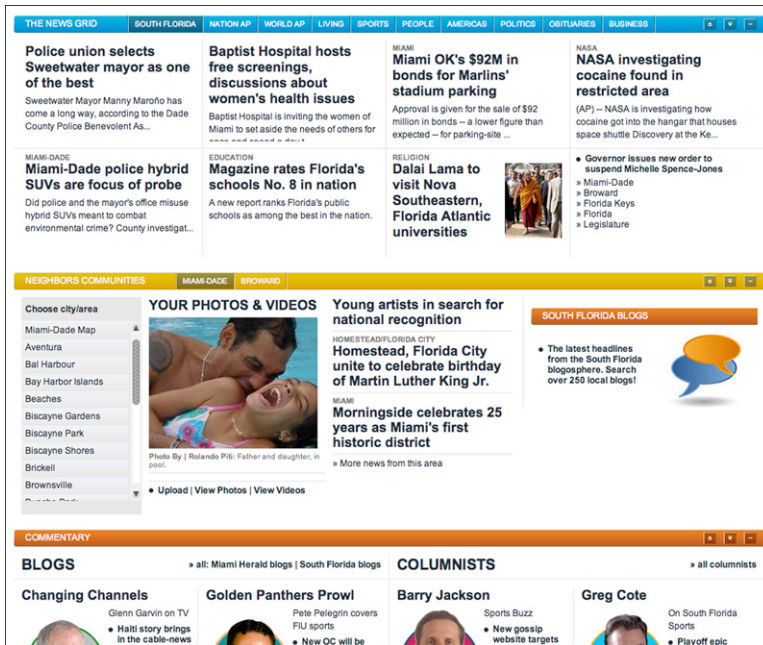 THE NEWS GRID
SOUTH FLORIDA
NATION AP
WORLD AP
LIVING
SPORTS
PEOPLE
AMERICAS
POLITICS
OBITUARIES
BUSINESS
Police union selects
Sweetwater mayor as one
of the best
Sweetwater Mayor Manny Maroño has
come a long way, according to the Dade
County Police Benevolent As...
Baptist Hospital hosts
free screenings,
discussions about
women's health issues
Baptist Hospital is inviting the women of
Miami to set aside the needs of others for
MIAMI
Miami OK's $92M in
bonds for Marlins'
stadium parking
Approval is given for the sale of $92
million in bonds -- a lower figure than
expected -- for parking-site ...
NASA
NASA investigating
cocaine found in
restricted area
(AP) -- NASA is investigating how
cocaine got into the hangar that houses
space shuttle Discovery at the Ke...
MIAMI-DADE
Miami-Dade police hybrid
SUVs are focus of probe
Did police and the mayor's office misuse
hybrid SUVs meant to combat
environmental crime? County investigat...
EDUCATION
Magazine rates Florida's
schools No. 8 in nation
A new report ranks Florida's public
schools as among the best in the nation.
RELIGION
Dalai Lama to
visit Nova
Southeastern,
Florida Atlantic
universities
• Governor issues new order to
suspend Michelle Spence-Jones
» Miami-Dade
» Broward
» Florida Keys
» Florida
» Legislature
NEIGHBORS COMMUNITIES
MIAMI-DADE
BROWARD
Choose city/area
Miami-Dade Map
Aventura
Bal Harbour
Bay Harbor Islands
Beaches
Biscayne Gardens
Biscayne Park
Biscayne Shores
Brickell
Brownsville
YOUR PHOTOS & VIDEOS
Photo By | Rolando Piti: Father and daughter, in
pool.
• Upload | View Photos | View Videos
Young artists in search for
national recognition
HOMESTEAD/FLORIDA CITY
Homestead, Florida City
unite to celebrate birthday
of Martin Luther King Jr.
MIAMI
Morningside celebrates 25
years as Miami's first
historic district
» More news from this area
SOUTH FLORIDA BLOGS
• The latest headlines
from the South Florida
blogosphere. Search
over 250 local blogs!
COMMENTARY
BLOGS
» all: Miami Herald blogs | South Florida blogs
COLUMNISTS
» all columnists
Changing Channels
Glenn Garvin on TV
• Haiti story brings
in the cable-news
Golden Panthers Prowl
Pete Pelegrin covers
FIU sports
• New OC will be
Barry Jackson
Sports Buzz
• New gossip
website targets
Greg Cote
On South Florida
Sports
• Playoff epic